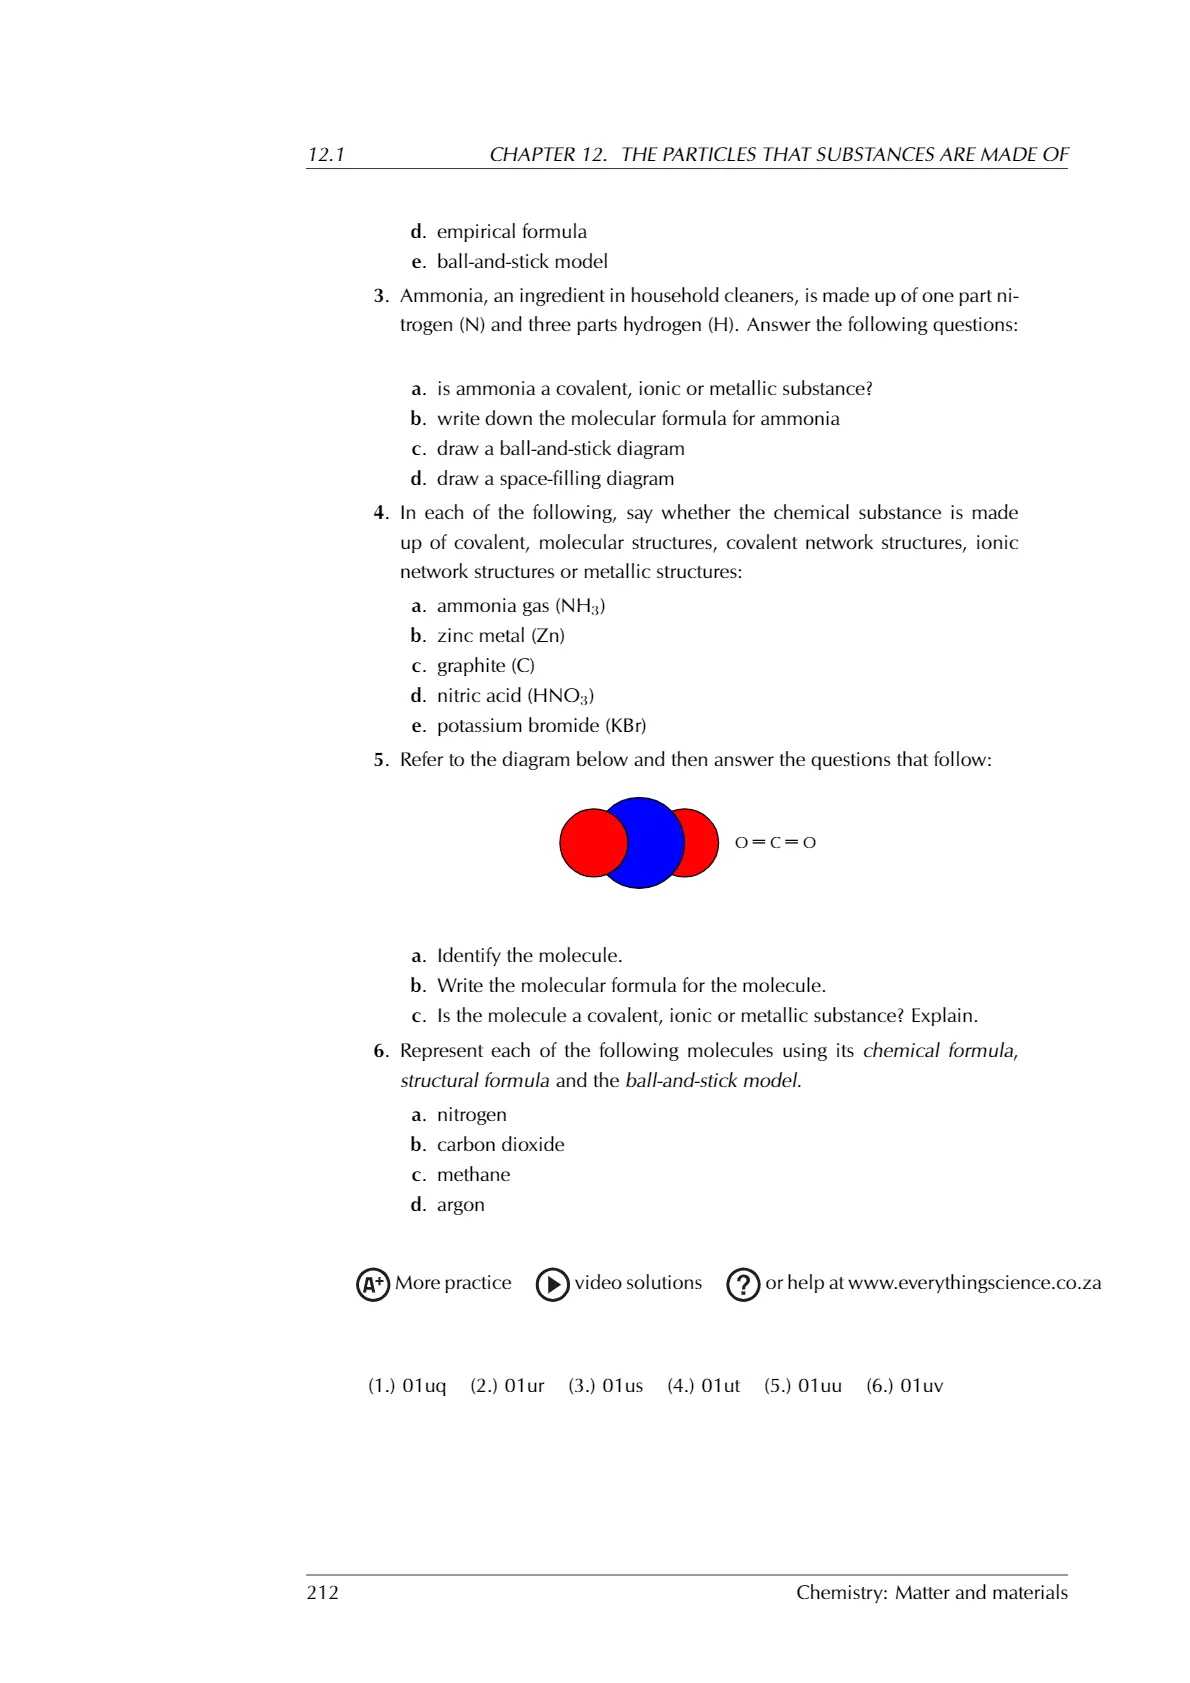 12.1 CHAPTER 12. THE PARTICLES THAT SUBSTANCES ARE MADE OF
d. empirical formula
e. ball-and-stick model
3. Ammonia, an ingredient in household cleaners, is made up of one part ni-
trogen (N) and three parts hydrogen (H). Answer the following questions:
a. is ammonia a covalent, ionic or metallic substance?
b. write down the molecular formula for ammonia
c. draw a ball-and-stick diagram
d. draw a space-filling diagram
4. In each of the following, say whether the chemical substance is made
up of covalent, molecular structures, covalent network structures, ionic
network structures or metallic structures:
a. ammonia gas (NH₃)
b. zinc metal (Zn)
c. graphite (C)
d. nitric acid (HNO₃)
e. potassium bromide (KBr)
5. Refer to the diagram below and then answer the questions that follow:
O = C = O
a. Identify the molecule.
b. Write the molecular formula for the molecule.
c. Is the molecule a covalent, ionic or metallic substance? Explain.
6. Represent each of the following molecules using its chemical formula,
structural formula and the ball-and-stick model.
a. nitrogen
b. carbon dioxide
c. methane
d. argon
A+ More practice video solutions ? or help at www.everythingscience.co.za
(1.) 01uq (2.) 01ur (3.) 01us (4.) 01ut (5.) 01uu (6.) 01uv
212 Chemistry: Matter and materials